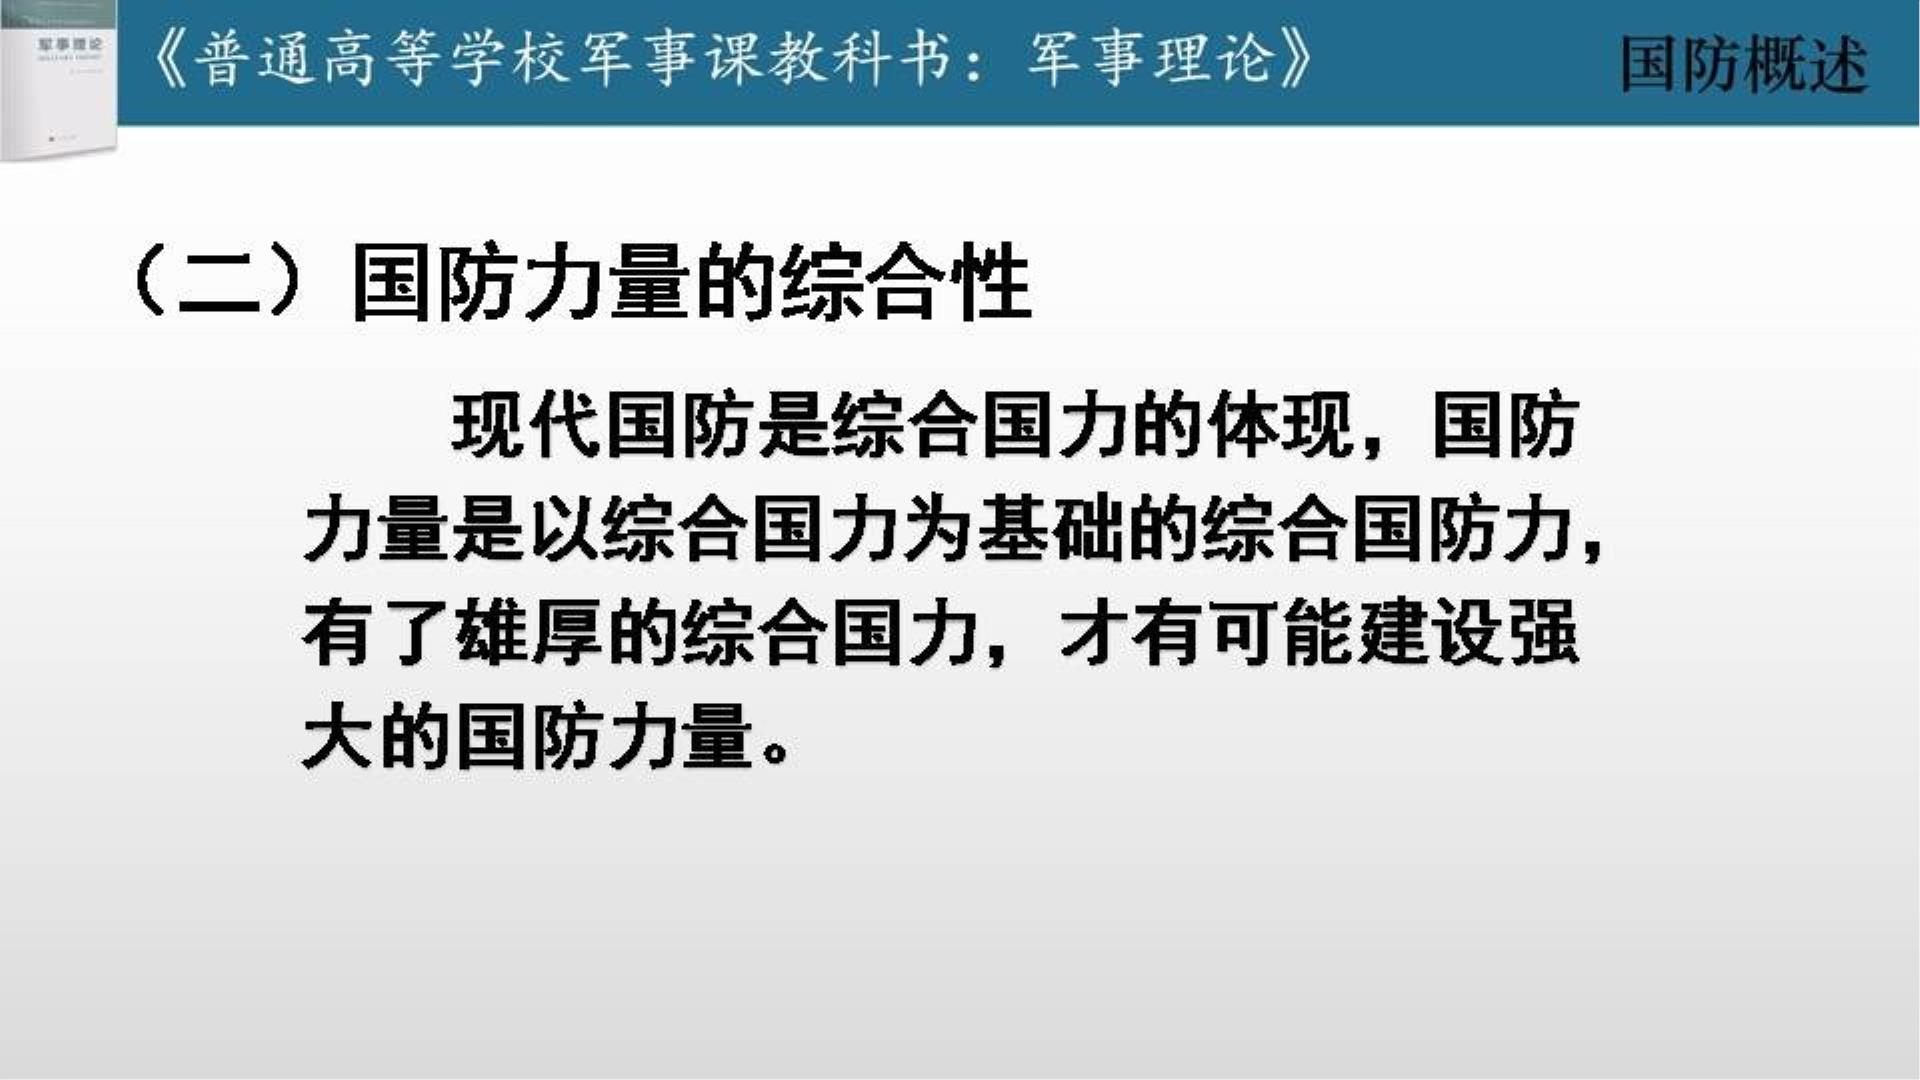 军事理论
《普通高等学校军事课教科书：军事理论》
国防概述
（二）国防力量的综合性
现代国防是综合国力的体现，国防
力量是以综合国力为基础的综合国防力，
有了雄厚的综合国力，才有可能建设强
大的国防力量。